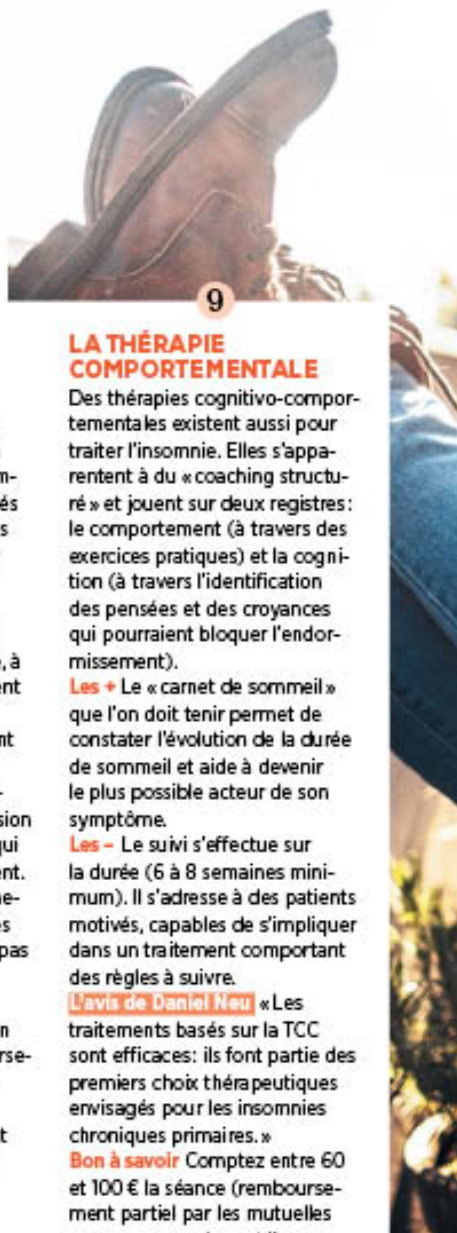 9
LA THÉRAPIE
COMPORTEMENTALE
Des thérapies cognitivo-compor-
tementales existent aussi pour
traiter l'insomnie. Elles s'appa-
rentent à du « coaching structu-
ré » et jouent sur deux registres :
le comportement (à travers des
exercices pratiques) et la cogni-
tion (à travers l'identification
des pensées et des croyances
qui pourraient bloquer l'endor-
missement).
Les + Le « carnet de sommeil »
que l'on doit tenir permet de
constater l'évolution de la durée
de sommeil et aide à devenir
le plus possible acteur de son
symptôme.
Les – Le suivi s'effectue sur
la durée (6 à 8 semaines mini-
mum). Il s'adresse à des patients
motivés, capables de s'impliquer
dans un traitement comportant
des règles à suivre.
L'avis de Daniel Neu « Les
traitements basés sur la TCC
sont efficaces: ils font partie des
premiers choix thérapeutiques
envisagés pour les insomnies
chroniques primaires. »
Bon à savoir Comptez entre 60
et 100 € la séance (rembourse-
ment partiel par les mutuelles